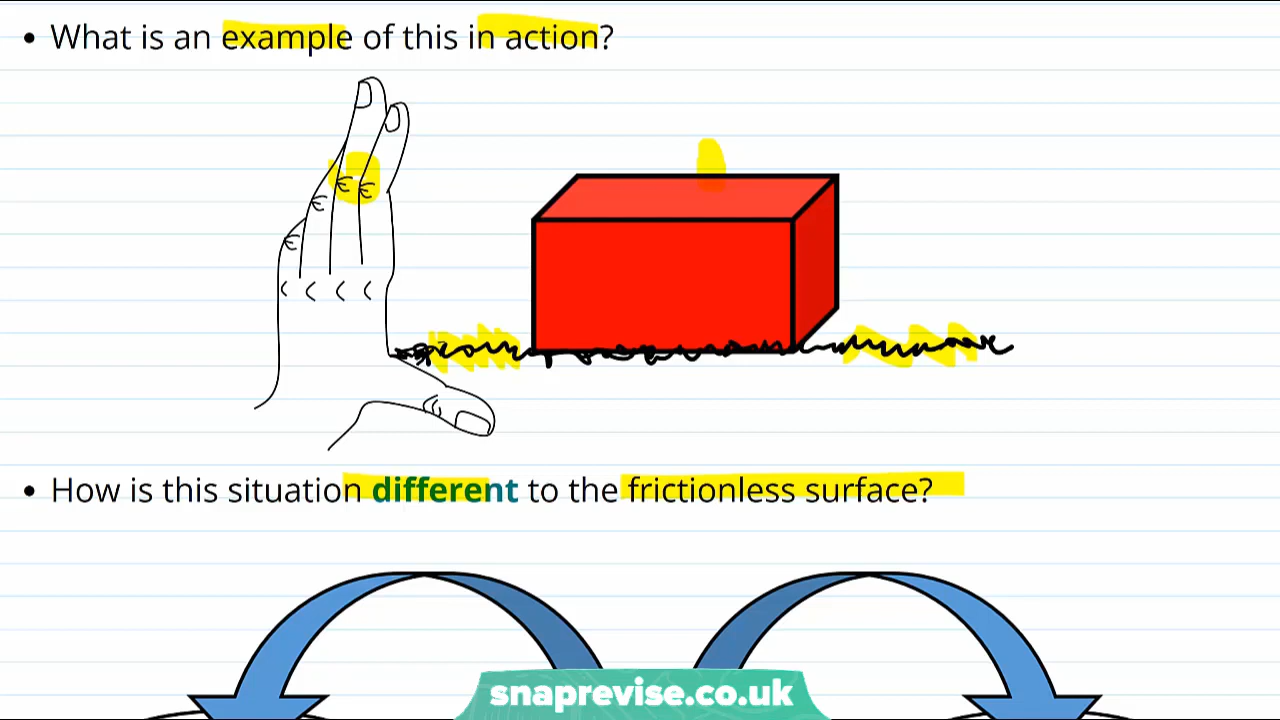 • What is an example of this in action?
• How is this situation different to the frictionless surface?
snaprevise.co.uk